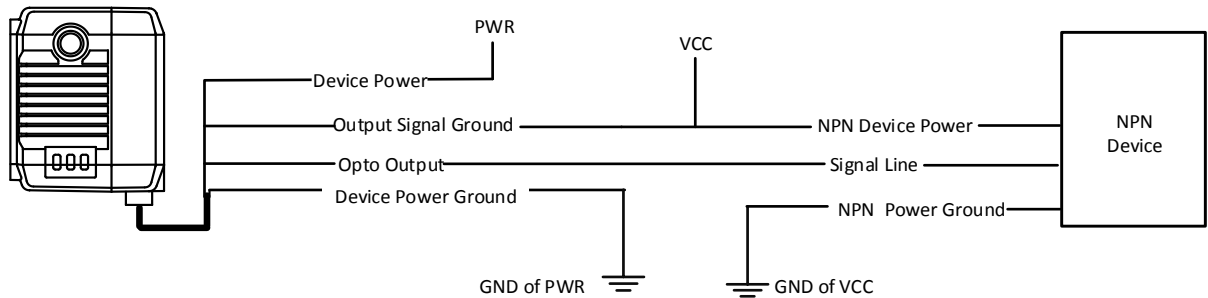 PWR
VCC
Device Power
Output Signal Ground
NPN Device Power
NPN
Device
Opto Output
Signal Line
Device Power Ground
NPN Power Ground
GND of PWR
GND of VCC